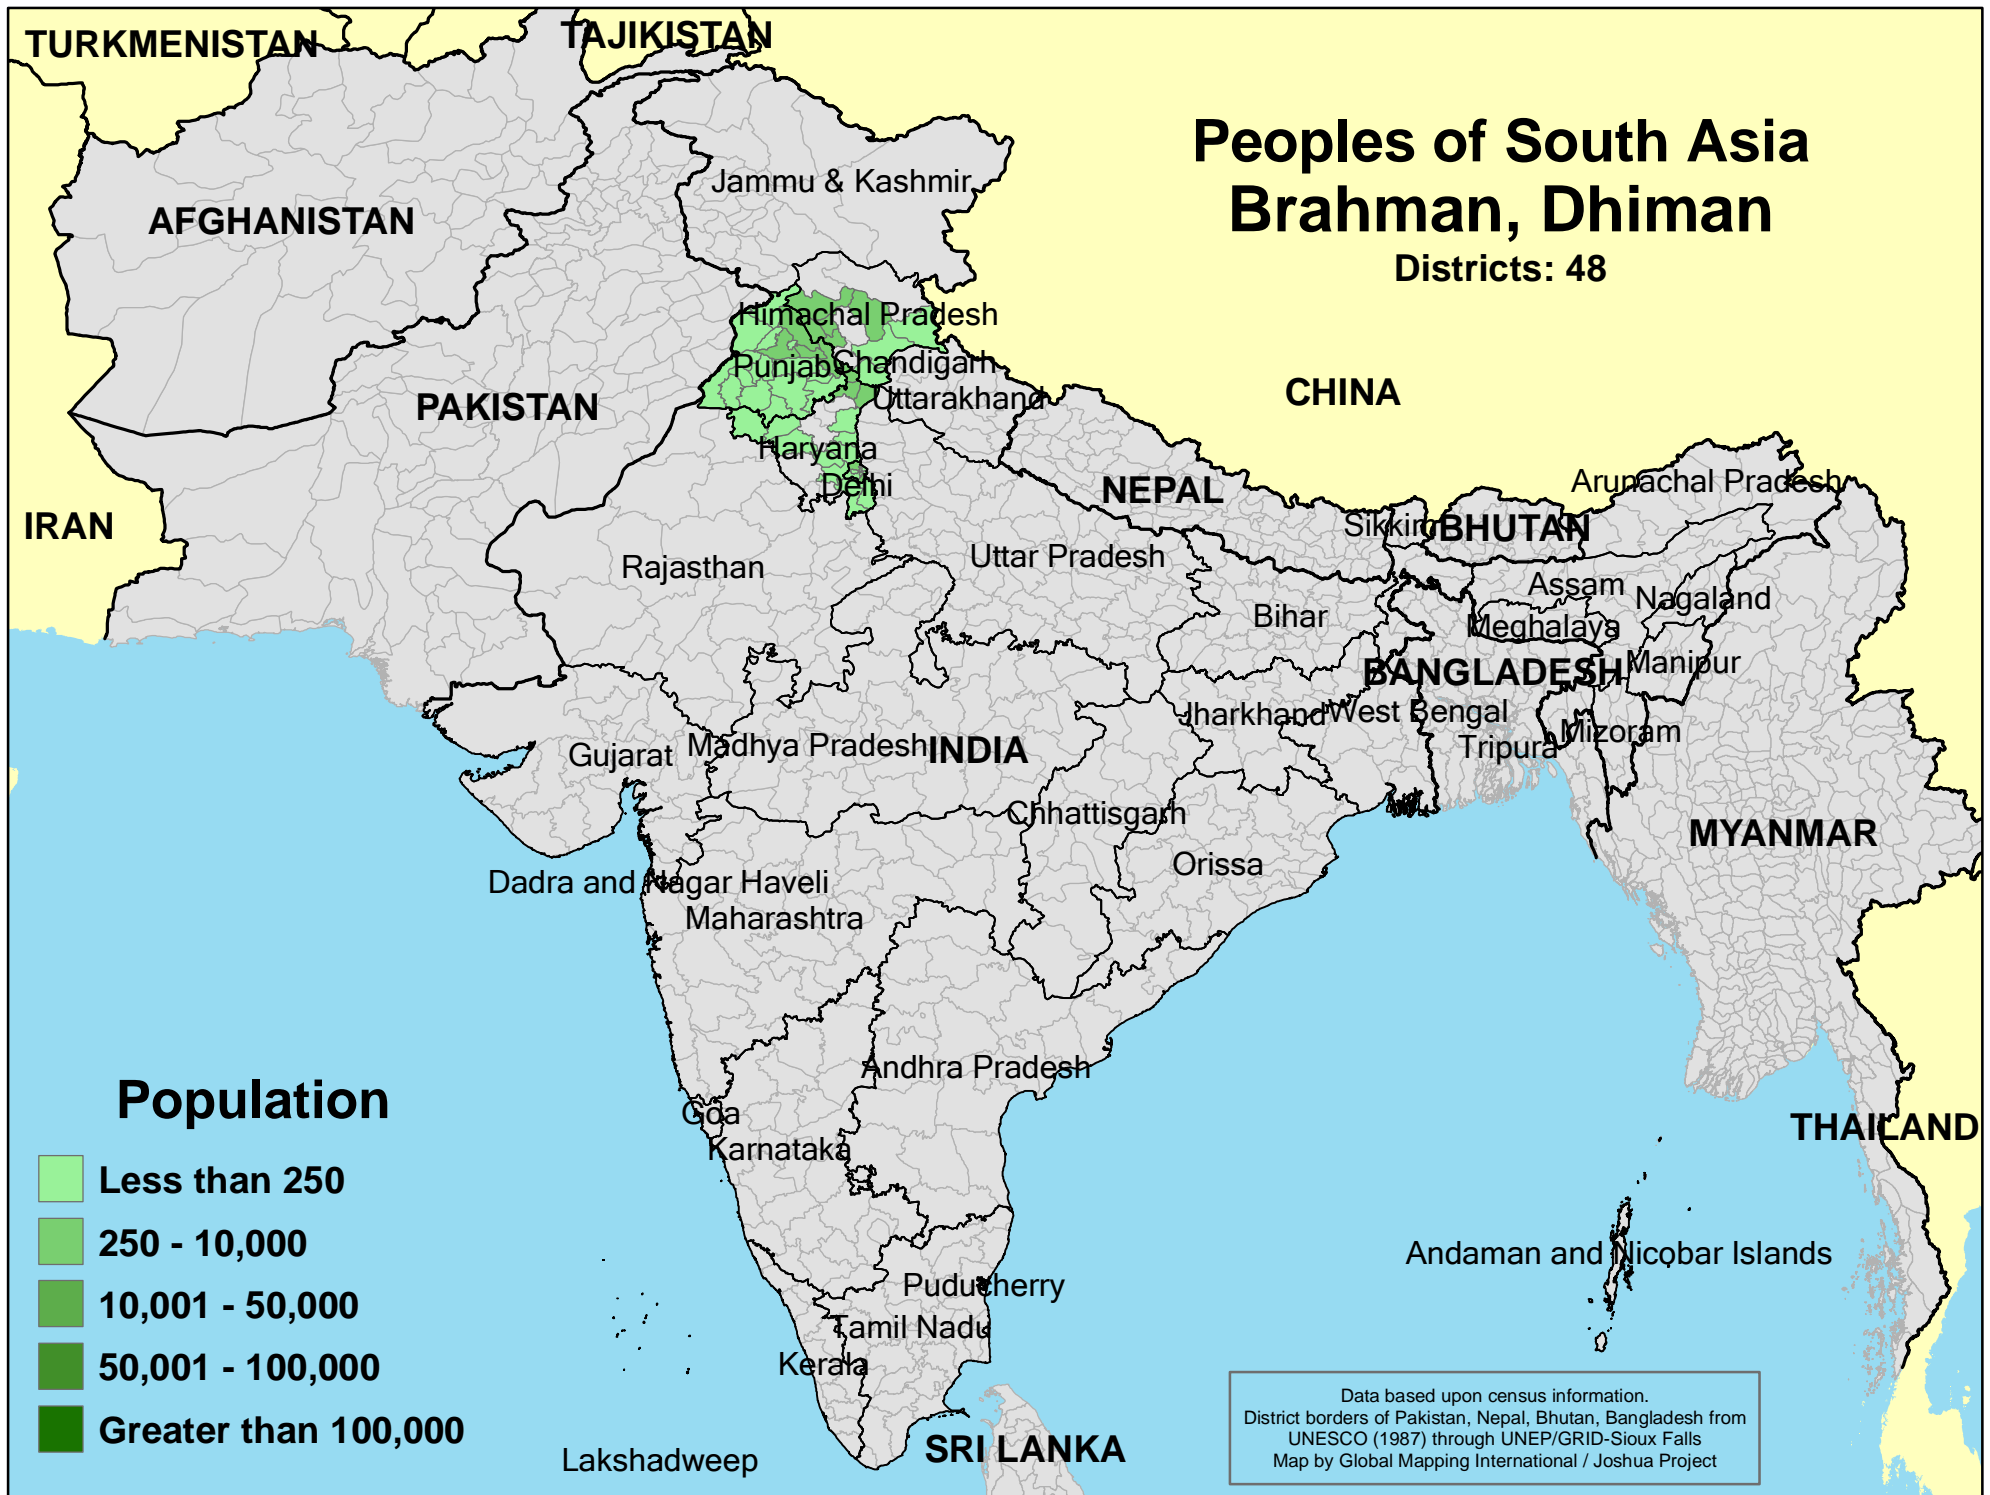 TURKMENISTAN
TAJIKISTAN
Peoples of South Asia
Brahman, Dhiman
Districts: 48
Jammu & Kashmir
AFGHANISTAN
Himachal Pradesh
Punjab
Chandigarh
Uttarakhand
CHINA
PAKISTAN
Haryana
Delhi
NEPAL
Arunachal Pradesh
IRAN
Sikkim
BHUTAN
Rajasthan
Uttar Pradesh
Assam
Nagaland
Bihar
Meghalaya
BANGLADESH
Manipur
Jharkhand
West Bengal
Tripura
Mizoram
Gujarat
Madhya Pradesh
INDIA
Chhattisgarh
MYANMAR
Orissa
Dadra and Nagar Haveli
Maharashtra
Andhra Pradesh
Goa
Karnataka
THAILAND
Andaman and Nicobar Islands
Puducherry
Tamil Nadu
Kerala
Lakshadweep
SRI LANKA
Population
Less than 250
250 - 10,000
10,001 - 50,000
50,001 - 100,000
Greater than 100,000
Data based upon census information.
District borders of Pakistan, Nepal, Bhutan, Bangladesh from
UNESCO (1987) through UNEP/GRID-Sioux Falls
Map by Global Mapping International / Joshua Project